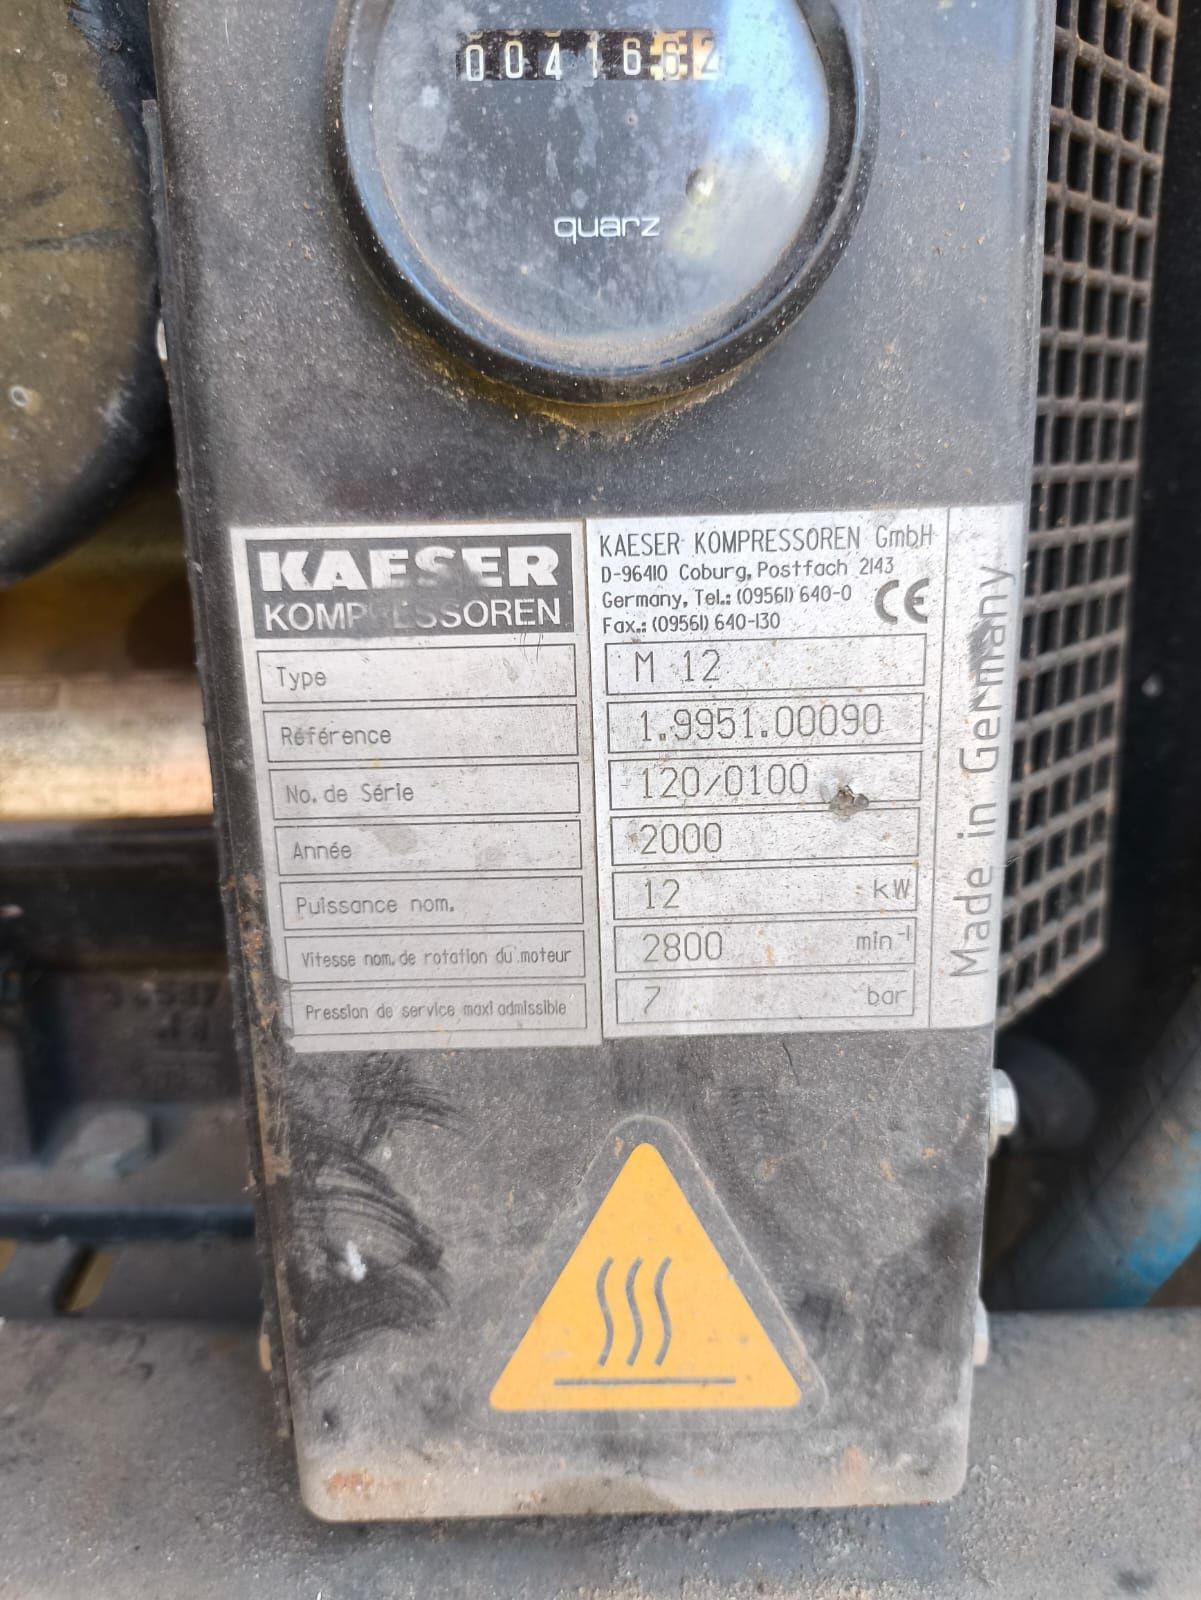 004166
quarz
KAESER
KOMPRESSOREN
KAESER KOMPRESSOREN GmbH
D-96410 Coburg, Postfach 2143
Germany, Tel.: (09561) 640-0
Fax.: (09561) 640-130
CE
Made in Germany
Type M 12
Référence 1.9951.00090
No. de Série 120/0100
Année 2000
Puissance nom. 12 kW
Vitesse nom. de rotation du moteur 2800 min⁻¹
Pression de service maxi admissible 7 bar